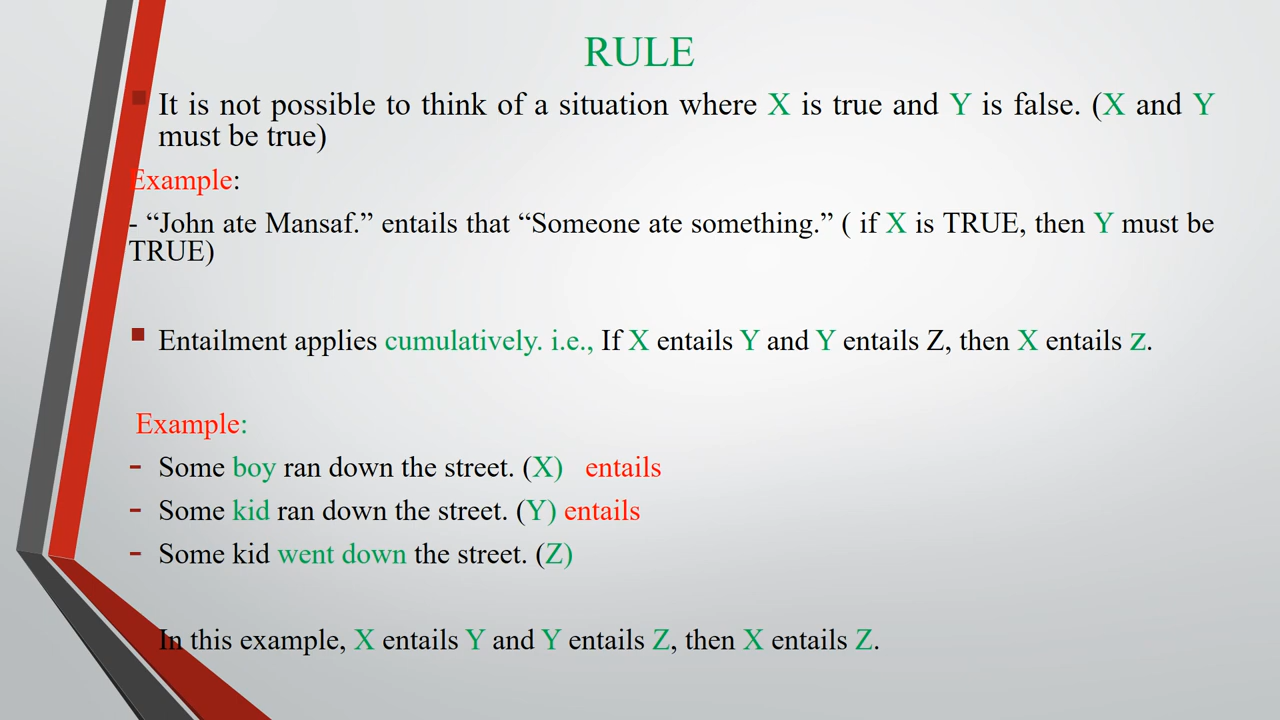 RULE
It is not possible to think of a situation where X is true and Y is false. (X and Y
must be true)
Example:
- “John ate Mansaf.” entails that “Someone ate something.” ( if X is TRUE, then Y must be
TRUE)
Entailment applies cumulatively. i.e., If X entails Y and Y entails Z, then X entails z.
Example:
- Some boy ran down the street. (X) entails
- Some kid ran down the street. (Y) entails
- Some kid went down the street. (Z)
In this example, X entails Y and Y entails Z, then X entails Z.